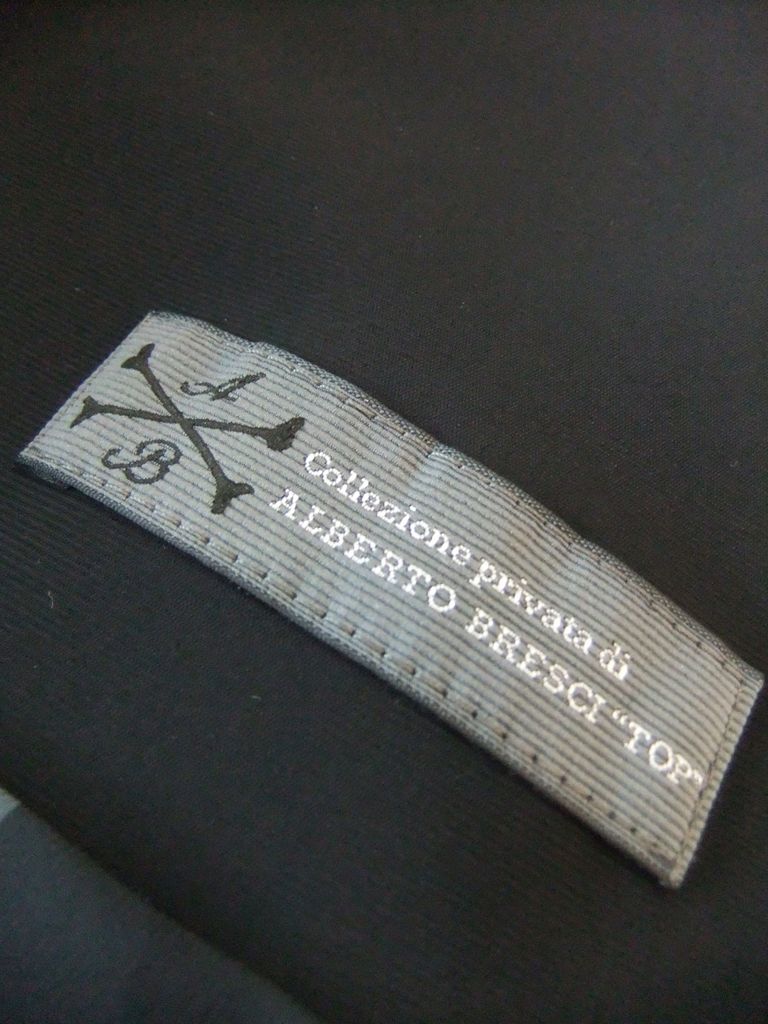 A
B
Collezione privata di
ALBERTO BRESCI "TOP"